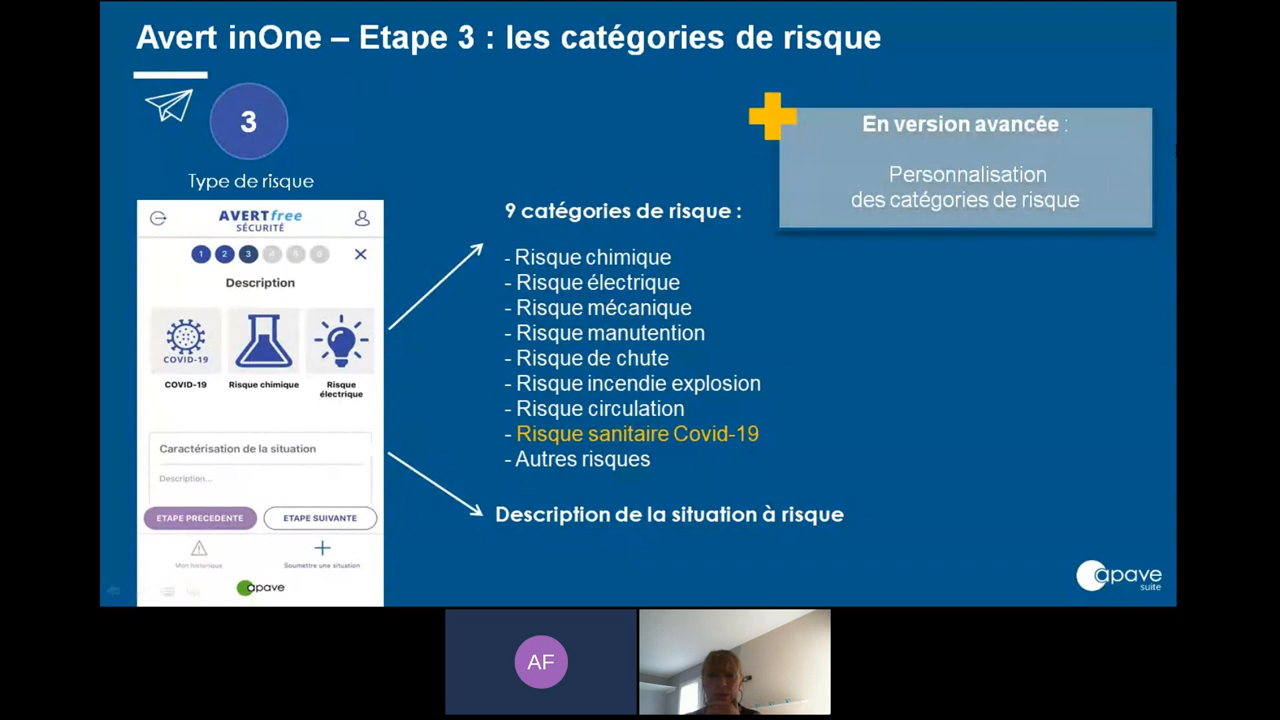 Avert inOne – Etape 3 : les catégories de risque
3
Type de risque
En version avancée :
Personnalisation
des catégories de risque
AVERTfree
SÉCURITÉ
1 2 3 4 5 6
Description
COVID-19
COVID-19
Risque chimique
Risque
électrique
Caractérisation de la situation
Description...
ETAPE PRECEDENTE
ETAPE SUIVANTE
Mon historique
Soumettre une situation
apave
9 catégories de risque :
- Risque chimique
- Risque électrique
- Risque mécanique
- Risque manutention
- Risque de chute
- Risque incendie explosion
- Risque circulation
- Risque sanitaire Covid-19
- Autres risques
Description de la situation à risque
apave
suite
AF